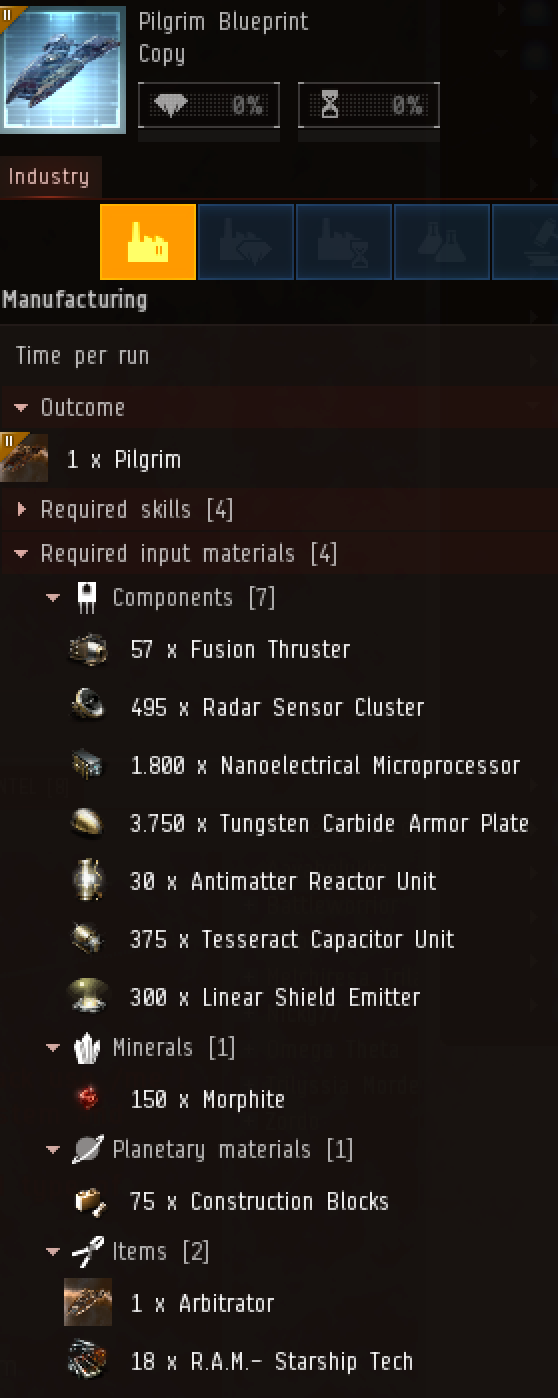 II
Pilgrim Blueprint
Copy
0% 0%
Industry
Manufacturing
Time per run
Outcome
II
1 x Pilgrim
Required skills [4]
Required input materials [4]
Components [7]
57 x Fusion Thruster
495 x Radar Sensor Cluster
1.800 x Nanoelectrical Microprocessor
3.750 x Tungsten Carbide Armor Plate
30 x Antimatter Reactor Unit
375 x Tesseract Capacitor Unit
300 x Linear Shield Emitter
Minerals [1]
150 x Morphite
Planetary materials [1]
75 x Construction Blocks
Items [2]
1 x Arbitrator
18 x R.A.M.- Starship Tech